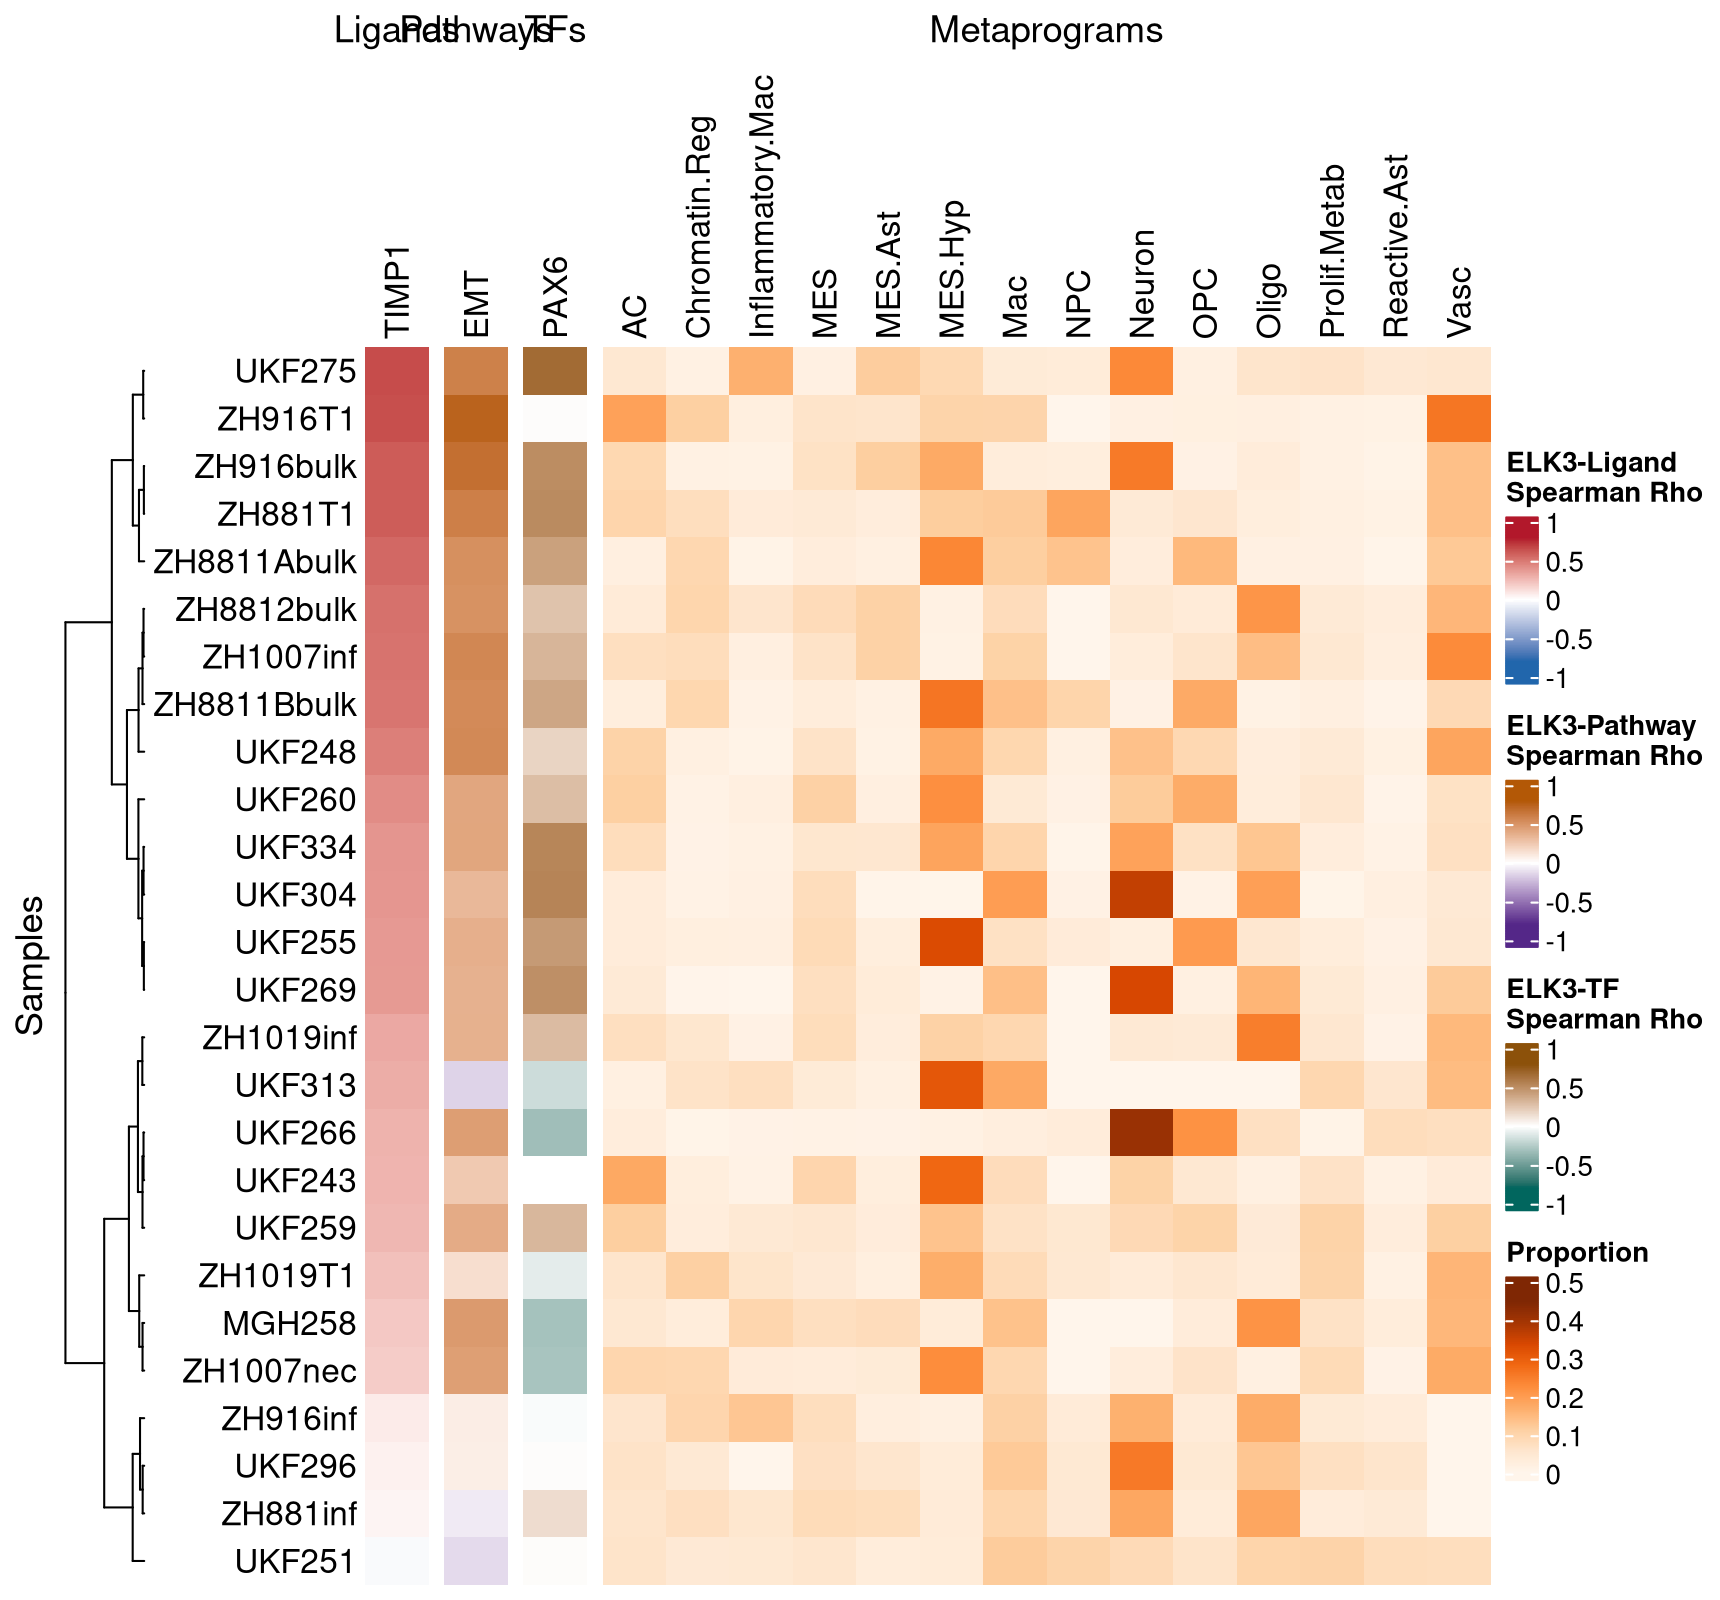 Ligands Pathways TFs Metaprograms
TIMP1 EMT PAX6 AC Chromatin.Reg Inflammatory.Mac MES MES.Ast MES.Hyp Mac NPC Neuron OPC Oligo Prolif.Metab Reactive.Ast Vasc
Samples
UKF275
ZH916T1
ZH916bulk
ZH881T1
ZH8811Abulk
ZH8812bulk
ZH1007inf
ZH8811Bbulk
UKF248
UKF260
UKF334
UKF304
UKF255
UKF269
ZH1019inf
UKF313
UKF266
UKF243
UKF259
ZH1019T1
MGH258
ZH1007nec
ZH916inf
UKF296
ZH881inf
UKF251
ELK3-Ligand
Spearman Rho
1
0.5
0
-0.5
-1
ELK3-Pathway
Spearman Rho
1
0.5
0
-0.5
-1
ELK3-TF
Spearman Rho
1
0.5
0
-0.5
-1
Proportion
0.5
0.4
0.3
0.2
0.1
0